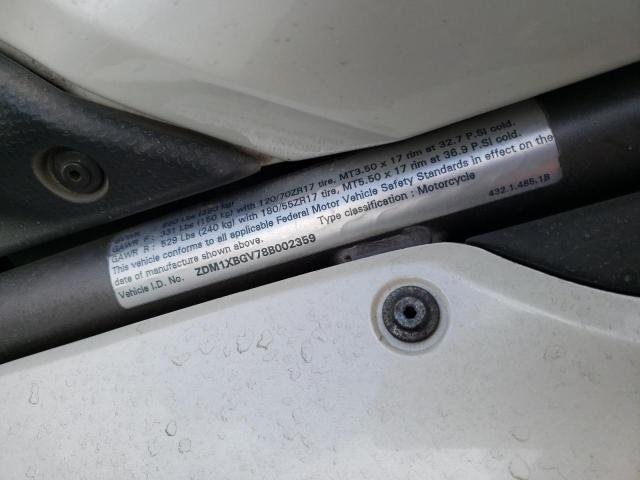 GAWR F : 331 Lbs (150 kg) with 120/70ZR17 tire, MT3.50 x 17 rim at 32.7 P.SI cold.
GAWR R : 529 Lbs (240 kg) with 180/55ZR17 tire, MT5.50 x 17 rim at 36.9 P.SI cold.
This vehicle conforms to all applicable Federal Motor Vehicle Safety Standards in effect on the
date of manufacture shown above. Type classification : Motorcycle
Vehicle I.D. No. ZDM1XBGV78B002359
432.1.485.1B